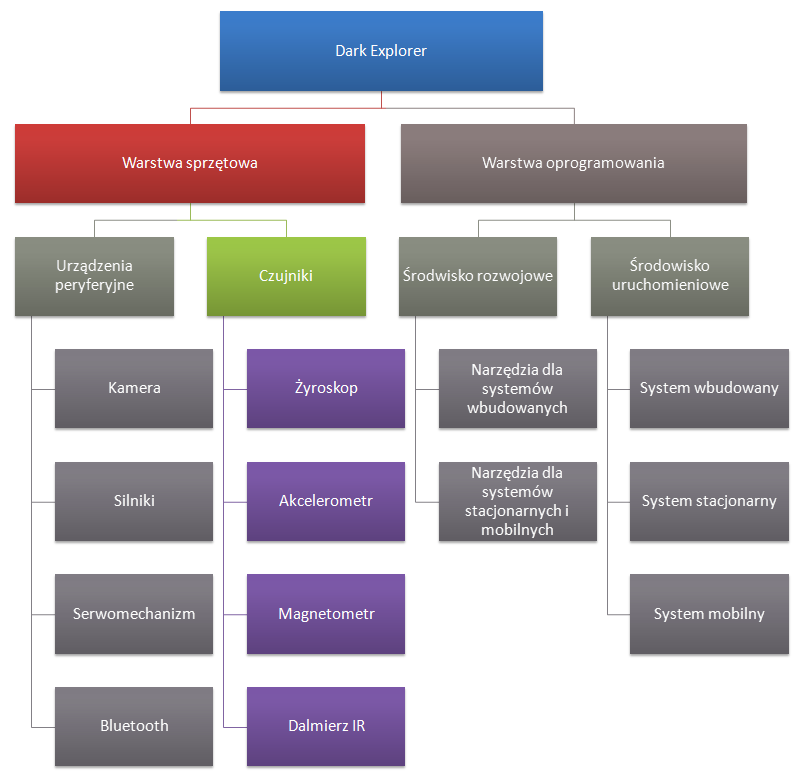 Dark Explorer
Warstwa sprzętowa
Warstwa oprogramowania
Urządzenia
peryferyjne
Czujniki
Środwisko rozwojowe
Środowisko
uruchomieniowe
Kamera
Żyroskop
Narzędzia dla
systemów
wbudowanych
System wbudowany
Silniki
Akcelerometr
Narzędzia dla
systemów
stacjonarnych i
mobilnych
System stacjonarny
Serwomechanizm
Magnetometr
System mobilny
Bluetooth
Dalmierz IR